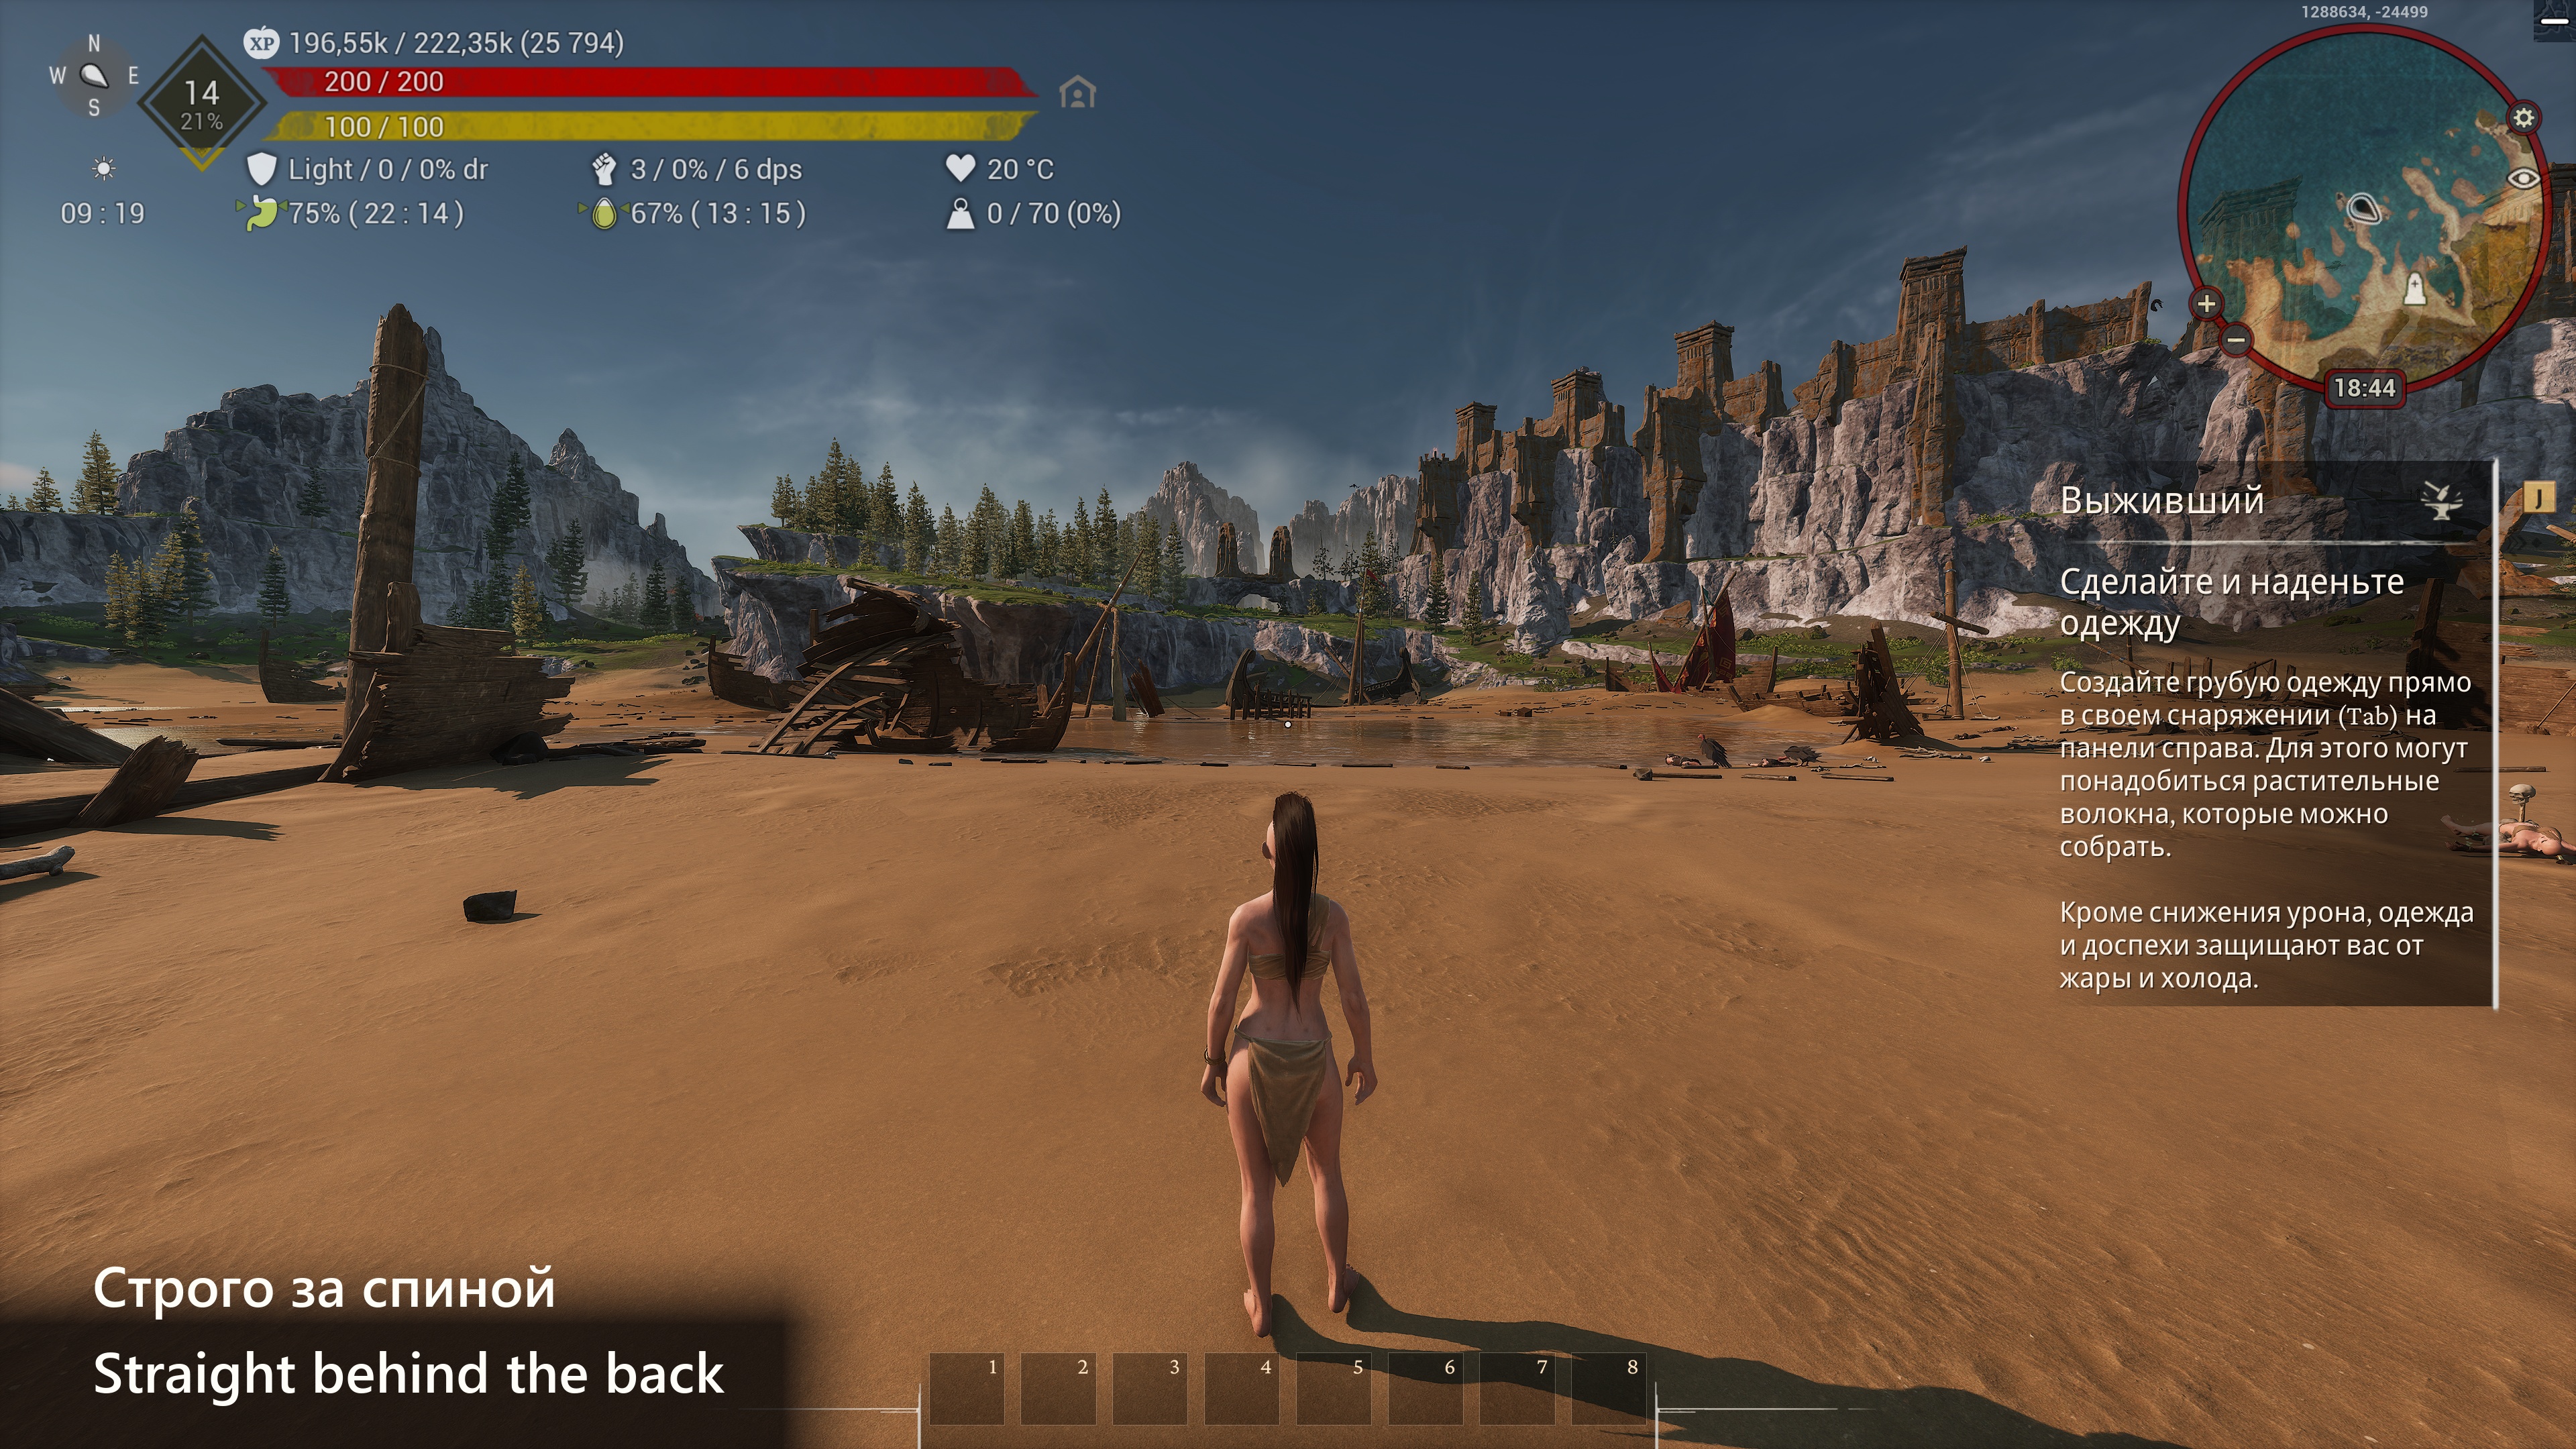 1288634, -24499
N
W E
S
XP 196,55k / 222,35k (25 794)
14
21%
200 / 200
100 / 100
Light / 0 / 0% dr
3 / 0% / 6 dps
20 °C
09 : 19
75% ( 22 : 14 )
67% ( 13 : 15 )
0 / 70 (0%)
18:44
Выживший
J
Сделайте и наденьте
одежду
Создайте грубую одежду прямо
в своем снаряжении (Tab) на
панели справа. Для этого могут
понадобиться растительные
волокна, которые можно
собрать.
Кроме снижения урона, одежда
и доспехи защищают вас от
жары и холода.
Строго за спиной
Straight behind the back
1 2 3 4 5 6 7 8